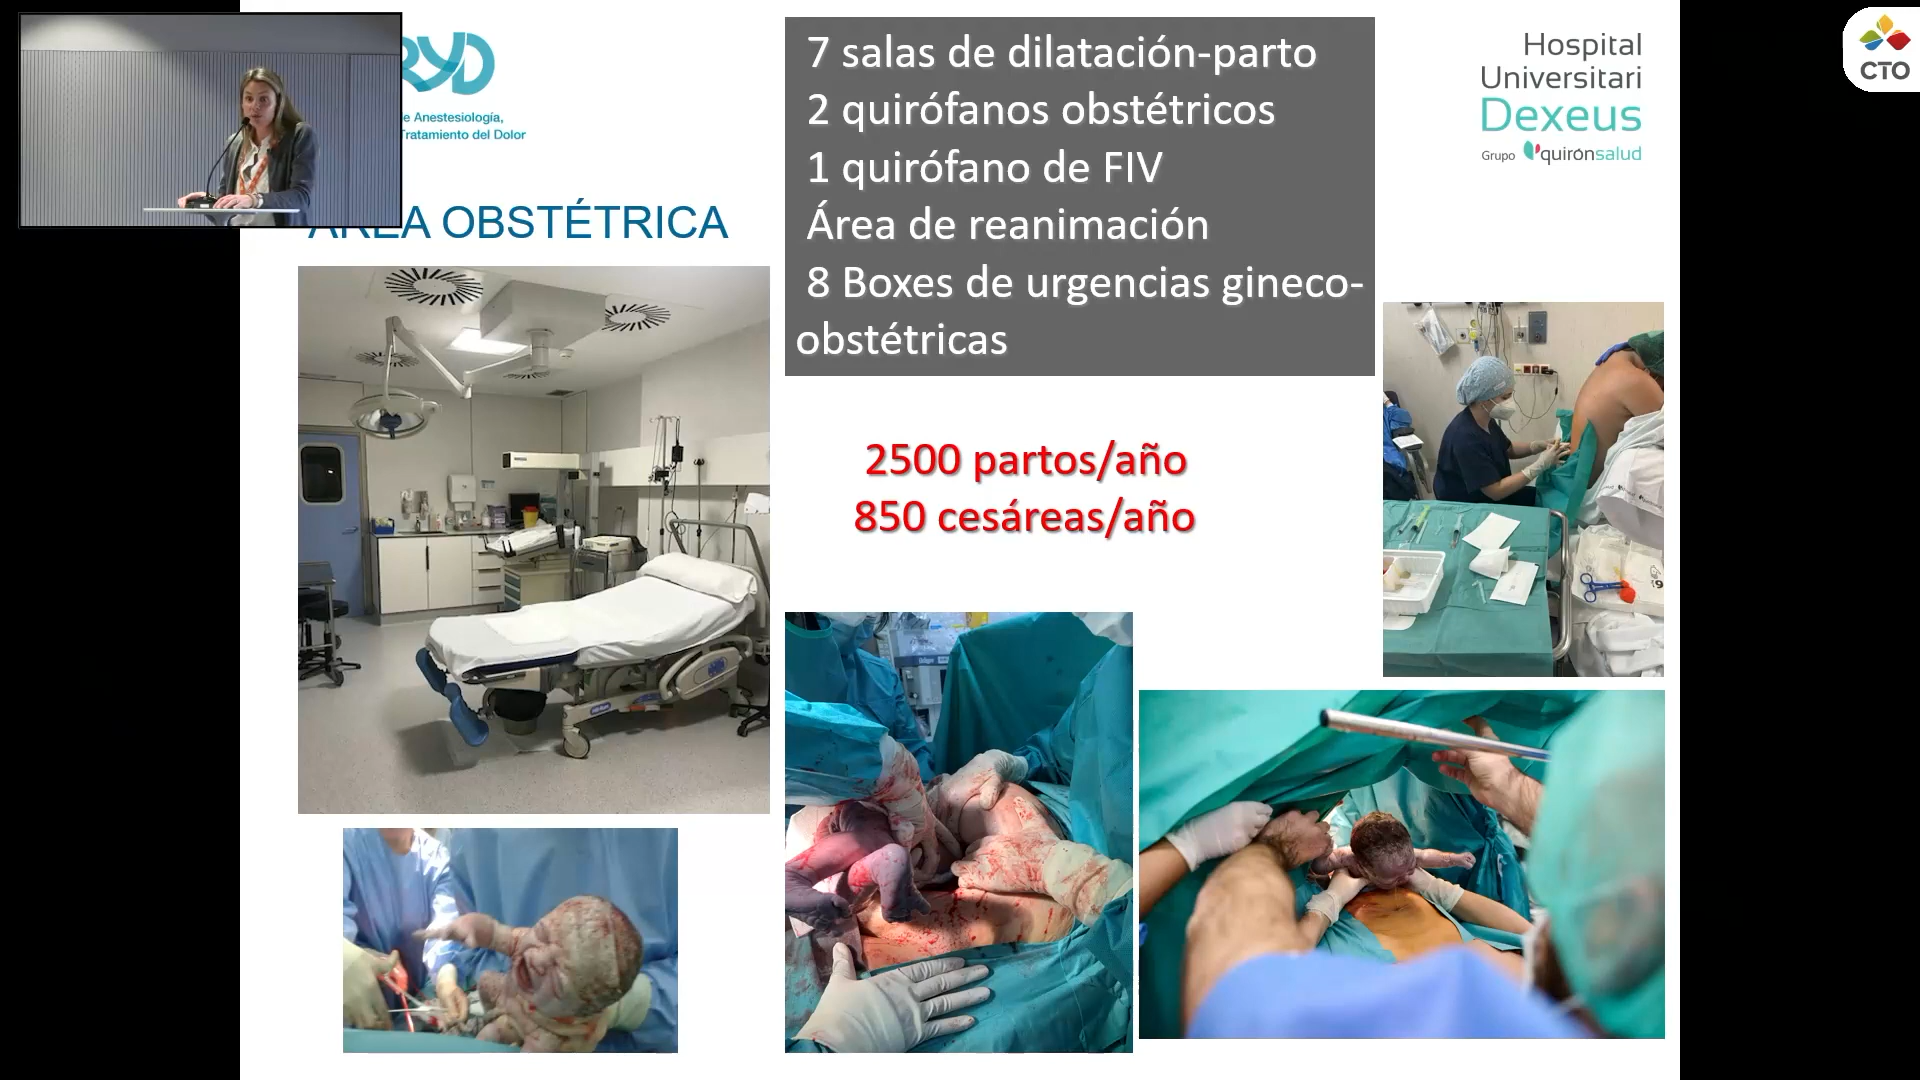 e Anestesiología,
ratamiento del Dolor
ÁREA OBSTÉTRICA
7 salas de dilatación-parto
2 quirófanos obstétricos
1 quirófano de FIV
Área de reanimación
8 Boxes de urgencias gineco-
obstétricas
2500 partos/año
850 cesáreas/año
Hospital
Universitari
Dexeus
Grupo quirónsalud
CTO